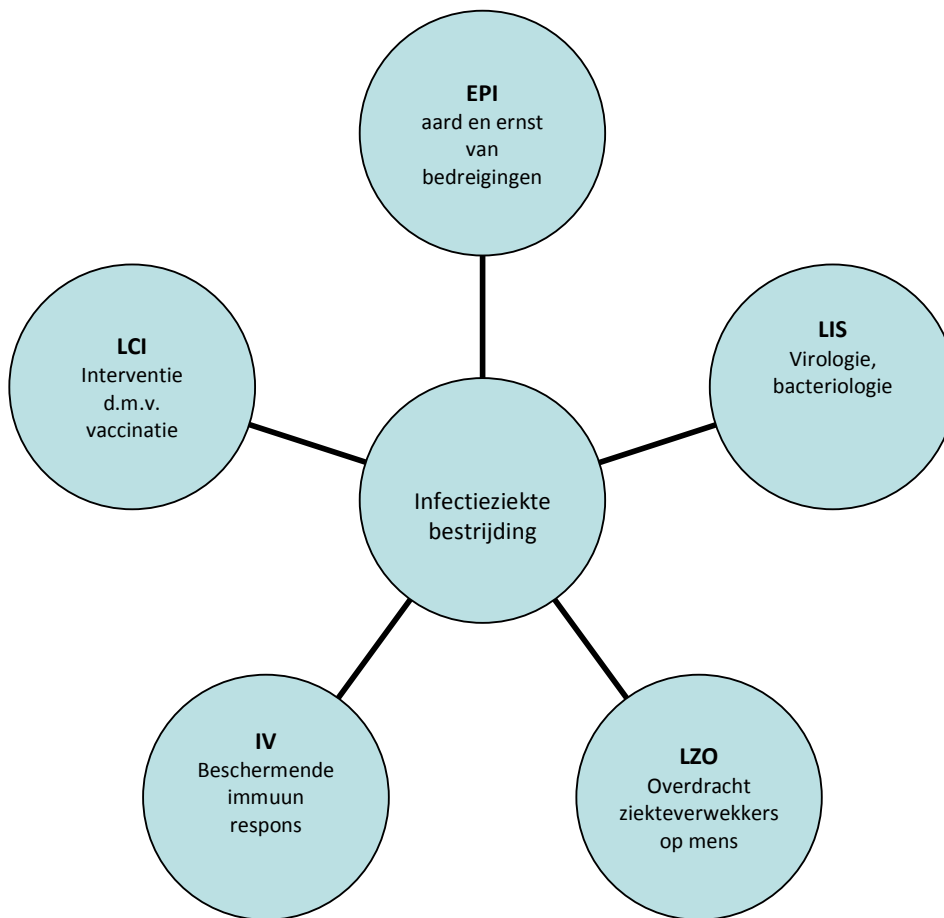 EPI
aard en ernst
van
bedreigingen
LCI
Interventie
d.m.v.
vaccinatie
LIS
Virologie,
bacteriologie
Infectieziekte
bestrijding
IV
Beschermende
immuun
respons
LZO
Overdracht
ziekteverwekkers
op mens